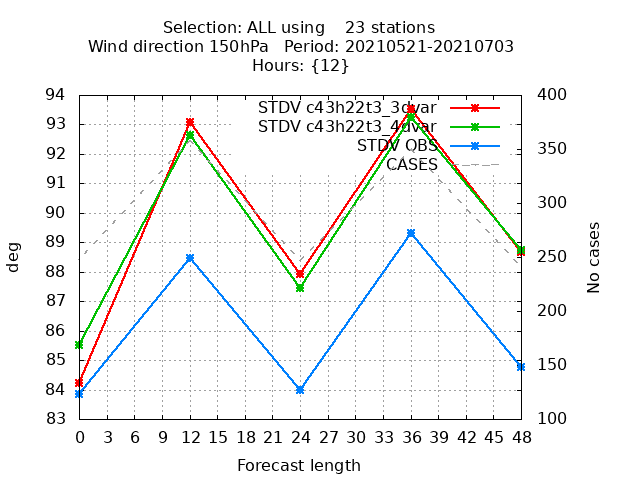 Selection: ALL using    23 stations
Wind direction 150hPa   Period: 20210521-20210703
Hours: {12}
STDV c43h22t3_3dvar
STDV c43h22t3_4dvar
STDV OBS
CASES
94
93
92
91
90
89
88
87
86
85
84
83
deg
400
350
300
250
200
150
100
No cases
0 3 6 9 12 15 18 21 24 27 30 33 36 39 42 45 48
Forecast length